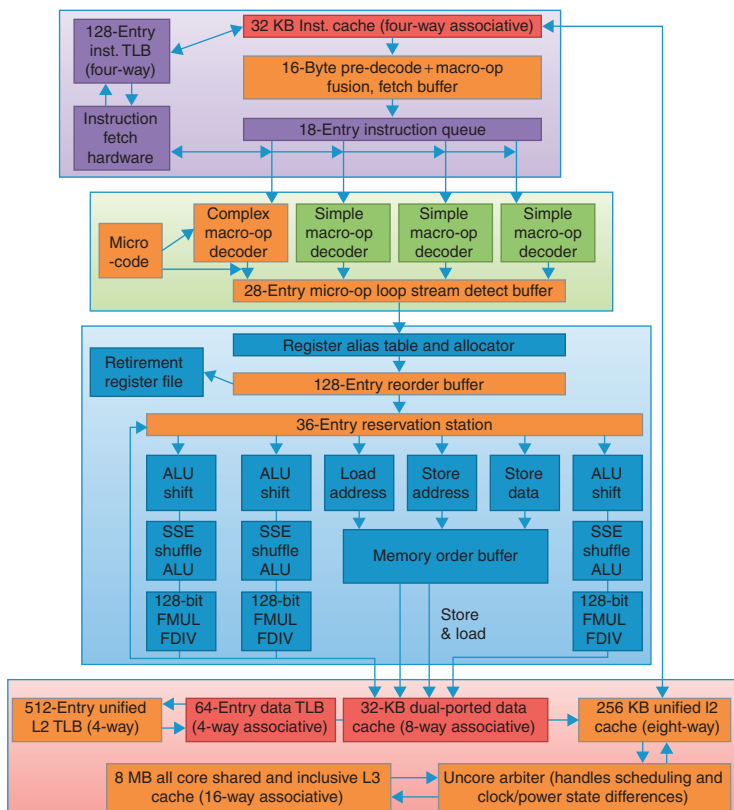 128-Entry
inst. TLB
(four-way)
32 KB Inst. cache (four-way associative)
16-Byte pre-decode+macro-op
fusion, fetch buffer
Instruction
fetch
hardware
18-Entry instruction queue
Micro
-code
Complex
macro-op
decoder
Simple
macro-op
decoder
Simple
macro-op
decoder
Simple
macro-op
decoder
28-Entry micro-op loop stream detect buffer
Register alias table and allocator
Retirement
register file
128-Entry reorder buffer
36-Entry reservation station
ALU
shift
ALU
shift
Load
address
Store
address
Store
data
ALU
shift
SSE
shuffle
ALU
SSE
shuffle
ALU
Memory order buffer
SSE
shuffle
ALU
128-bit
FMUL
FDIV
128-bit
FMUL
FDIV
Store
& load
128-bit
FMUL
FDIV
512-Entry unified
L2 TLB (4-way)
64-Entry data TLB
(4-way associative)
32-KB dual-ported data
cache (8-way associative)
256 KB unified l2
cache (eight-way)
8 MB all core shared and inclusive L3
cache (16-way associative)
Uncore arbiter (handles scheduling and
clock/power state differences)